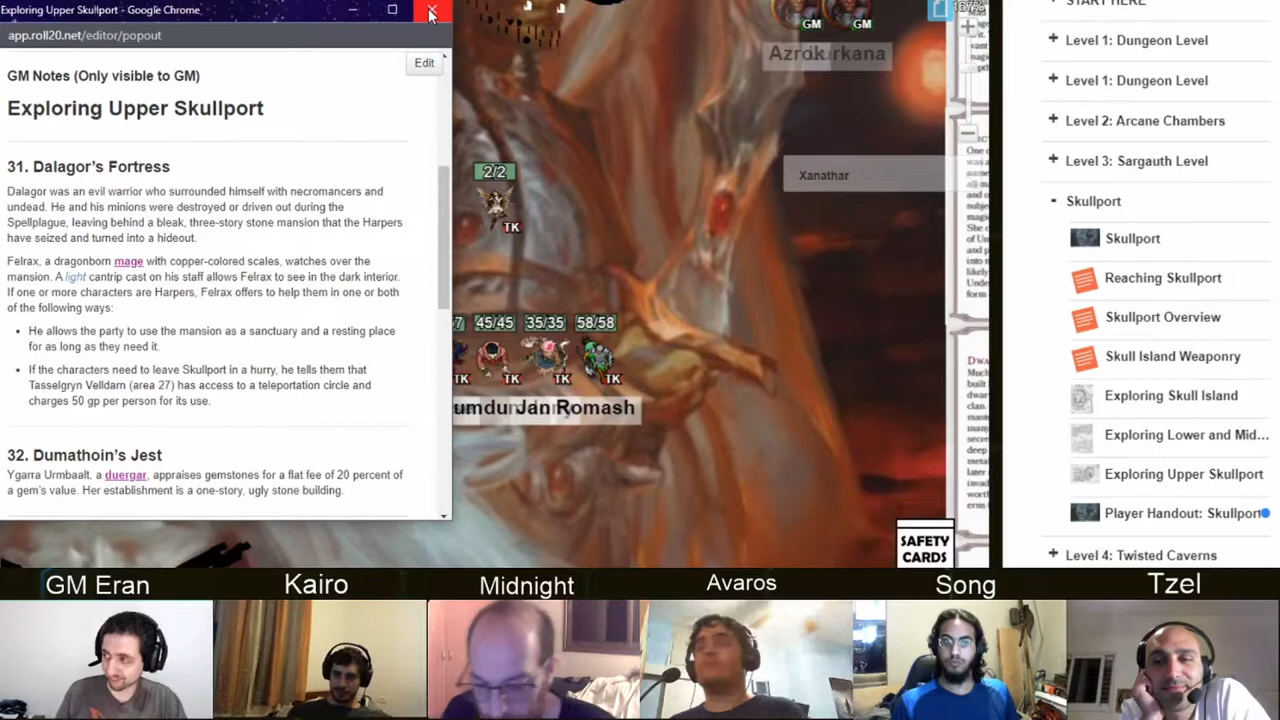 Exploring Upper Skullport - Google Chrome
app.roll20.net/editor/popout
Edit
GM Notes (Only visible to GM)
Exploring Upper Skullport
31. Dalagor's Fortress
Dalagor was an evil warrior who surrounded himself with necromancers and
undead. He and his minions were destroyed or driven out during the
Spellplague, leaving behind a bleak, three-story stone mansion that the Harpers
have seized and turned into a hideout.
Felrax, a dragonborn mage with copper-colored scales, watches over the
mansion. A light cantrip cast on his staff allows Felrax to see in the dark interior.
If one or more characters are Harpers, Felrax offers to help them in one or both
of the following ways:
• He allows the party to use the mansion as a sanctuary and a resting place
for as long as they need it.
• If the characters need to leave Skullport in a hurry, he tells them that
Tasselgryn Velldarn (area 27) has access to a teleportation circle and
charges 50 gp per person for its use.
32. Dumathoin's Jest
Ygarra Urmbaalt, a duergar, appraises gemstones for a flat fee of 20 percent of
a gem's value. Her establishment is a one-story, ugly stone building.
GM GM
Xanathar
167%
2/2
TK
45/45 35/35 58/58
TK TK TK TK
Jan Romash
SAFETY
CARDS
START HERE
+ Level 1: Dungeon Level
+ Level 1: Dungeon Level
+ Level 2: Arcane Chambers
+ Level 3: Sargauth Level
- Skullport
Skullport
Reaching Skullport
Skullport Overview
Skull Island Weaponry
Exploring Skull Island
Exploring Lower and Mid...
Exploring Upper Skullport
Player Handout: Skullport
+ Level 4: Twisted Caverns
GM Eran
Kairo
Midnight
Avaros
Song
Tzel